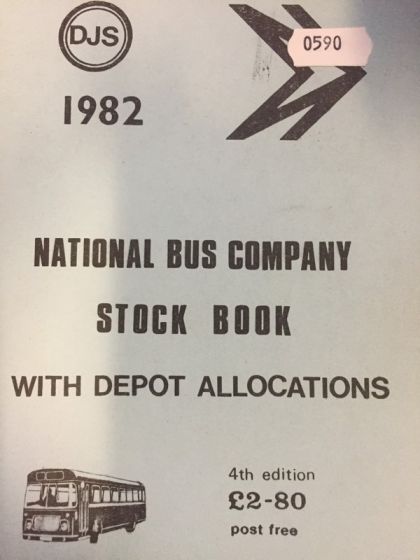 DJS
0590
1982
NATIONAL BUS COMPANY
STOCK BOOK
WITH DEPOT ALLOCATIONS
4th edition
£2-80
post free